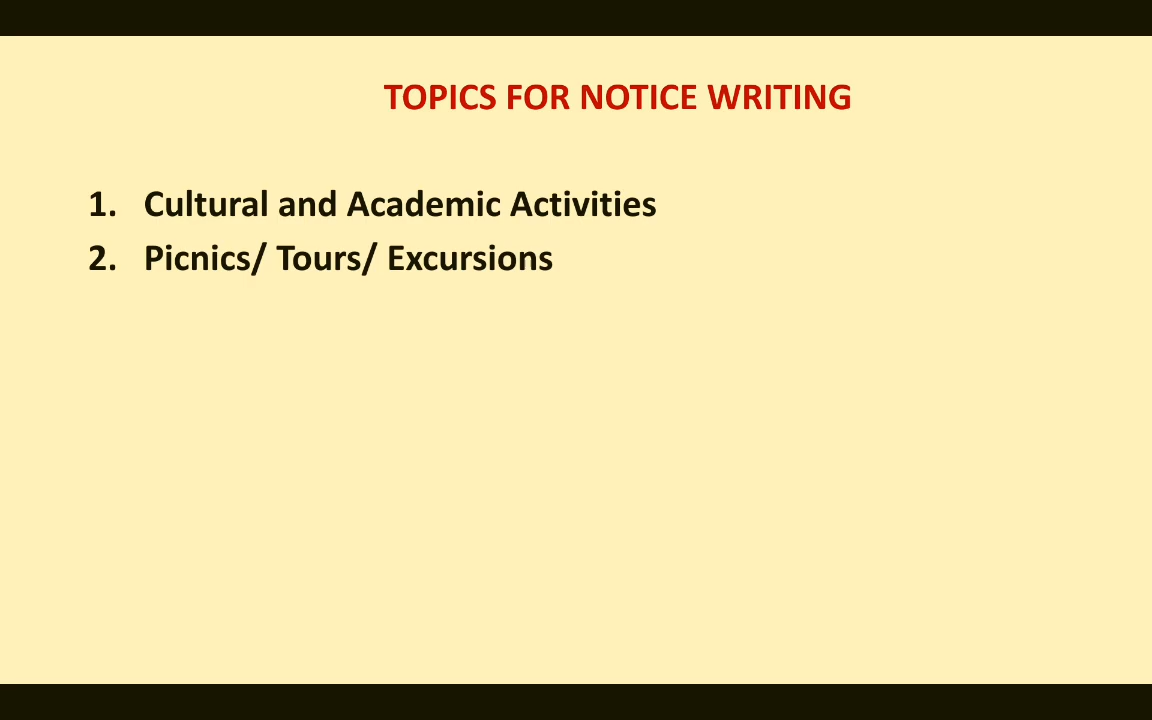 TOPICS FOR NOTICE WRITING
1. Cultural and Academic Activities
2. Picnics/ Tours/ Excursions